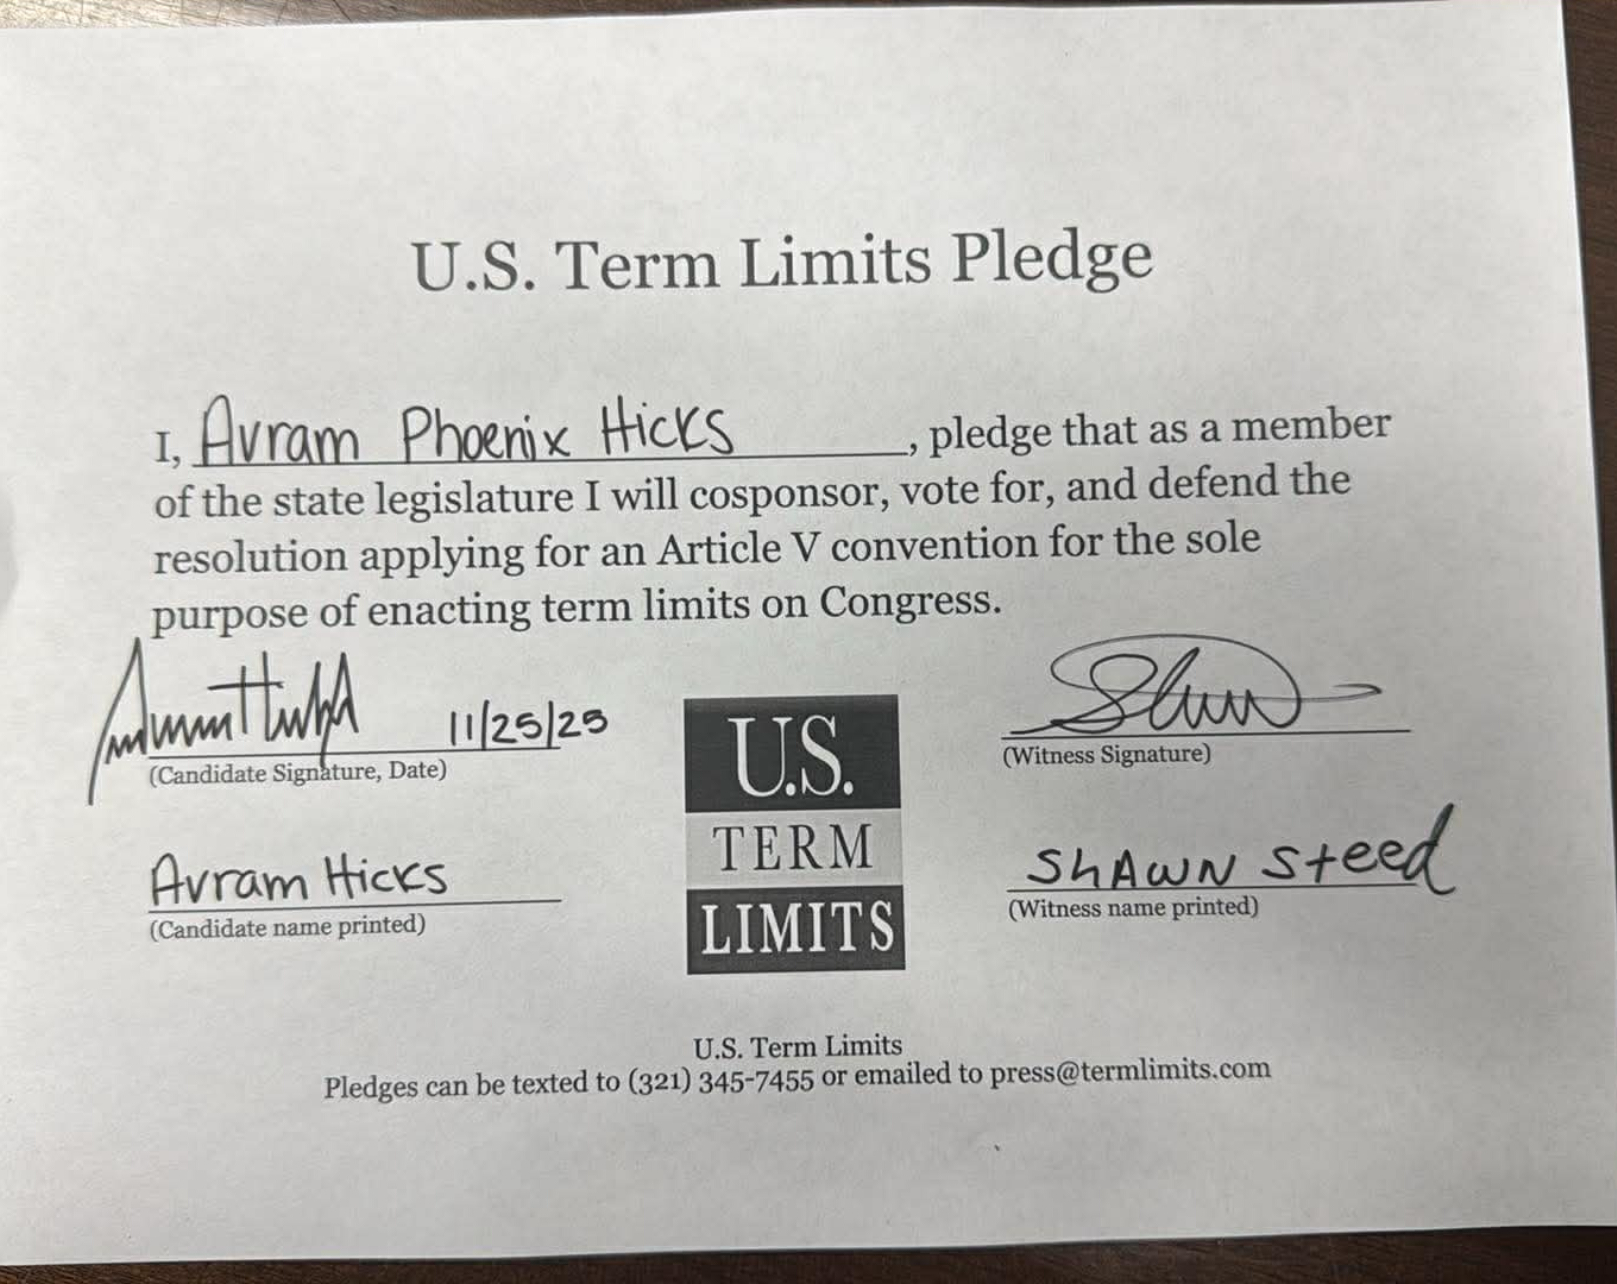 U.S. Term Limits Pledge
I, Avram Phoenix Hicks, pledge that as a member
of the state legislature I will cosponsor, vote for, and defend the
resolution applying for an Article V convention for the sole
purpose of enacting term limits on Congress.
11/25/25
(Candidate Signature, Date)
(Witness Signature)
Avram Hicks
(Candidate name printed)
U.S.
TERM
LIMITS
SHAWN Steed
(Witness name printed)
U.S. Term Limits
Pledges can be texted to (321) 345-7455 or emailed to press@termlimits.com